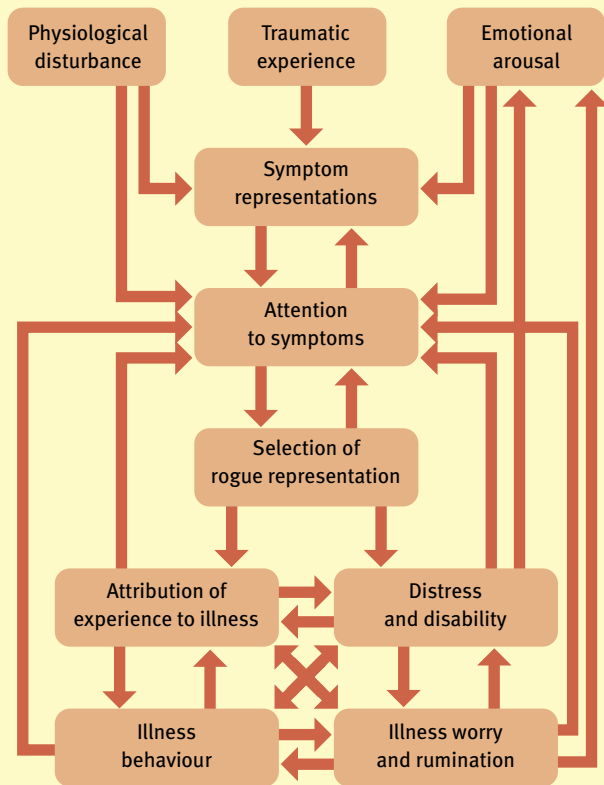 Physiological
disturbance
Traumatic
experience
Emotional
arousal
Symptom
representations
Attention
to symptoms
Selection of
rogue representation
Attribution of
experience to illness
Distress
and disability
Illness
behaviour
Illness worry
and rumination